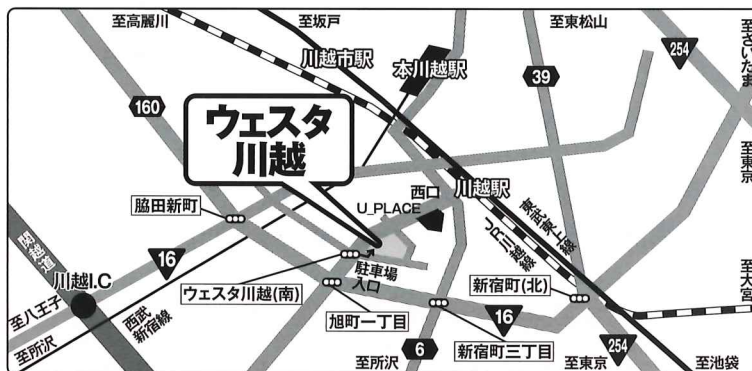 至高麗川
至坂戸
至東松山
至さいたま
254
川越市駅
本川越駅
39
160
ウェスタ
川越
至東京
西口
川越駅
U_PLACE
東武東上線
JR川越線
脇田新町
関越道
16
川越I.C
駐車場
入口
新宿町(北)
至大宮
ウェスタ川越(南)
至八王子
西武
新宿線
旭町一丁目
16
至所沢
6
新宿町三丁目
254
至所沢
至東京
至池袋